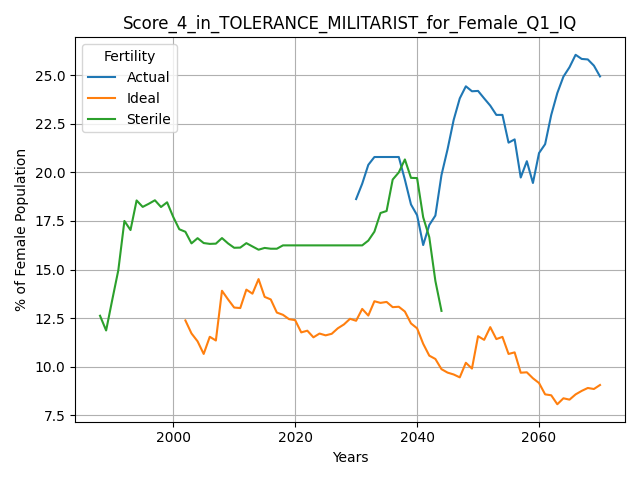 Score_4_in_TOLERANCE_MILITARIST_for_Female_Q1_IQ
Fertility
Actual
Ideal
Sterile
% of Female Population
25.0
22.5
20.0
17.5
15.0
12.5
10.0
7.5
2000
2020
2040
2060
Years